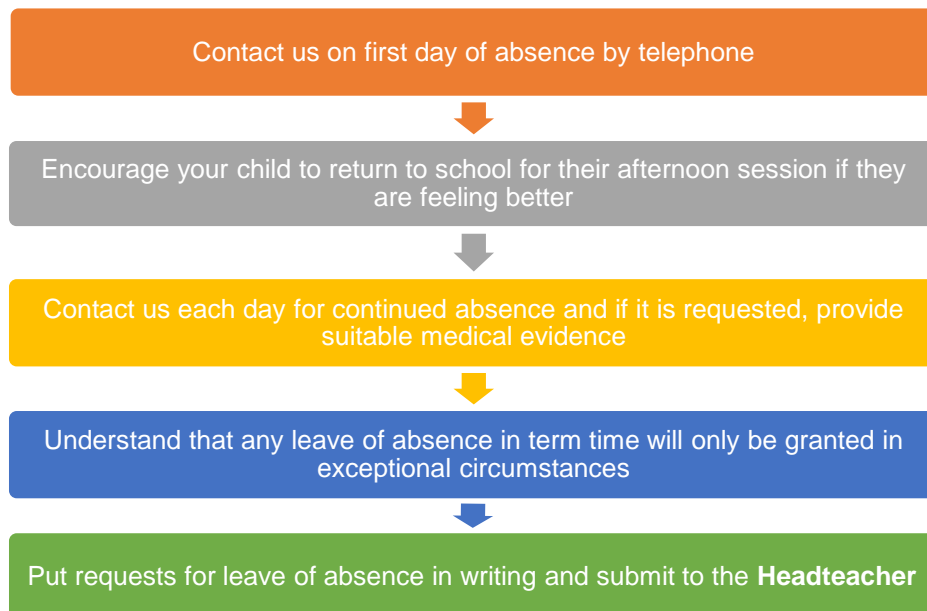 Contact us on first day of absence by telephone
Encourage your child to return to school for their afternoon session if they
are feeling better
Contact us each day for continued absence and if it is requested, provide
suitable medical evidence
Understand that any leave of absence in term time will only be granted in
exceptional circumstances
Put requests for leave of absence in writing and submit to the Headteacher